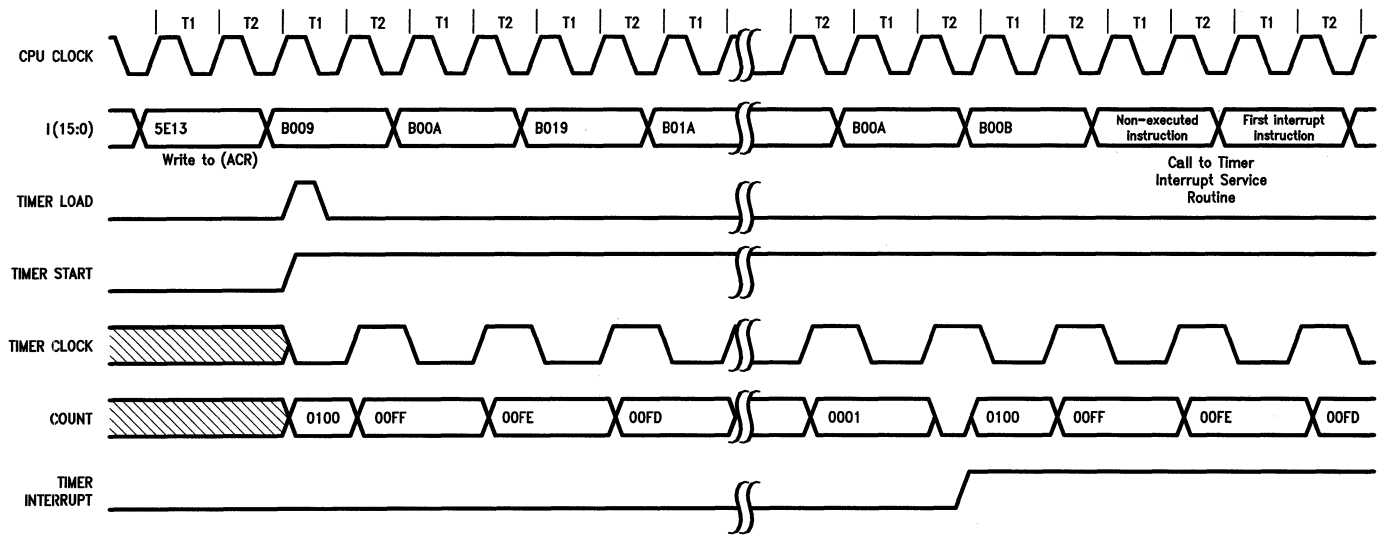 T1 T2 T1 T2 T1 T2 T1 T2 T1 T2 T1 T2 T1 T2 T1 T2
CPU CLOCK
I(15:0) 5E13 B009 B00A B019 B01A B00A B00B Non-executed instruction First interrupt instruction
Write to (ACR)
Call to Timer
Interrupt Service
Routine
TIMER LOAD
TIMER START
TIMER CLOCK
COUNT 0100 00FF 00FE 00FD 0001 0100 00FF 00FE 00FD
TIMER
INTERRUPT